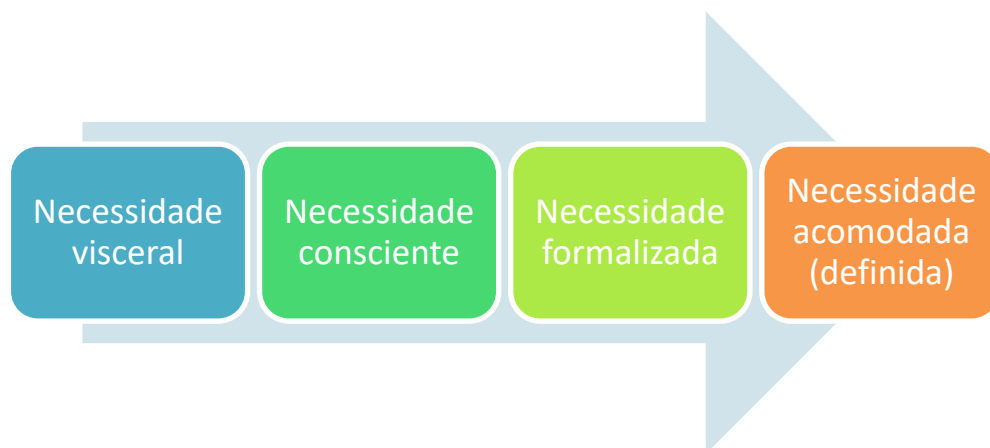 Necessidade
visceral
Necessidade
consciente
Necessidade
formalizada
Necessidade
acomodada
(definida)